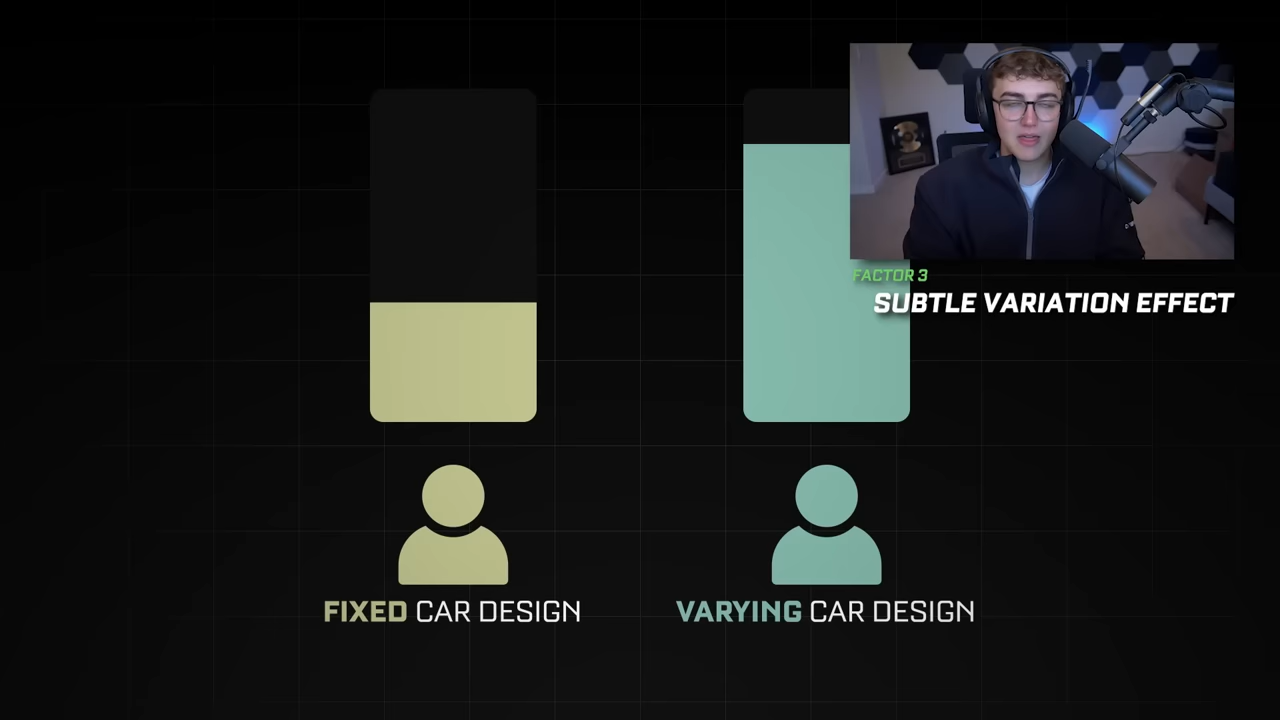 FACTOR 3
SUBTLE VARIATION EFFECT
FIXED CAR DESIGN
VARYING CAR DESIGN